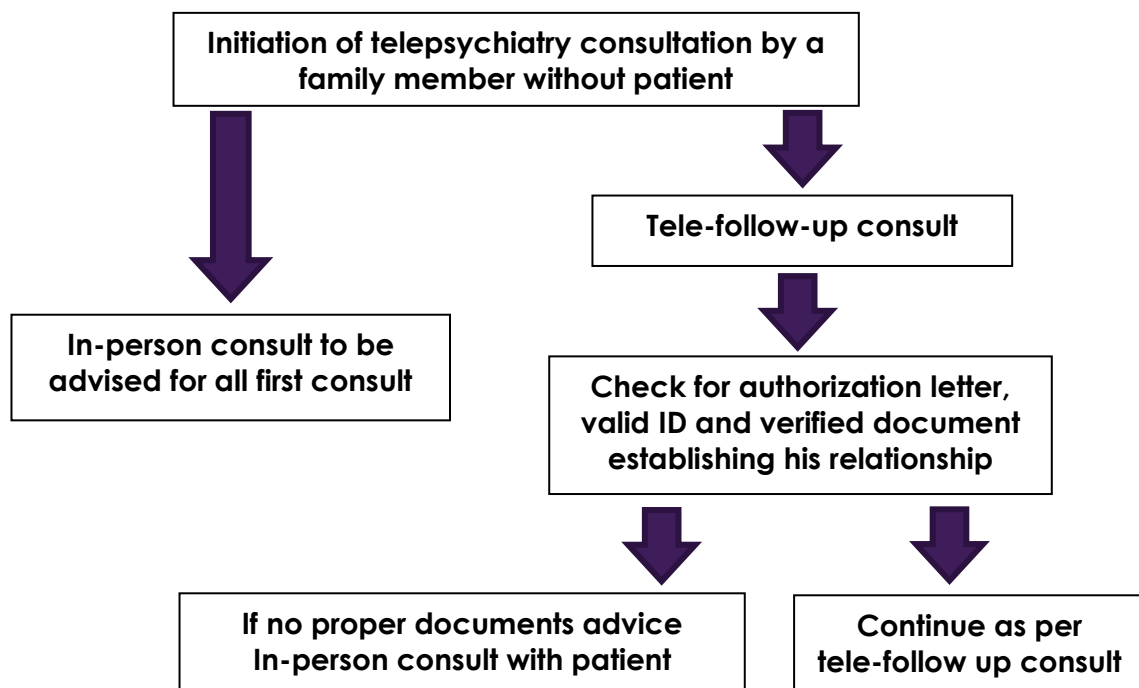 Initiation of telepsychiatry consultation by a
family member without patient
Tele-follow-up consult
In-person consult to be
advised for all first consult
Check for authorization letter,
valid ID and verified document
establishing his relationship
If no proper documents advice
In-person consult with patient
Continue as per
tele-follow up consult